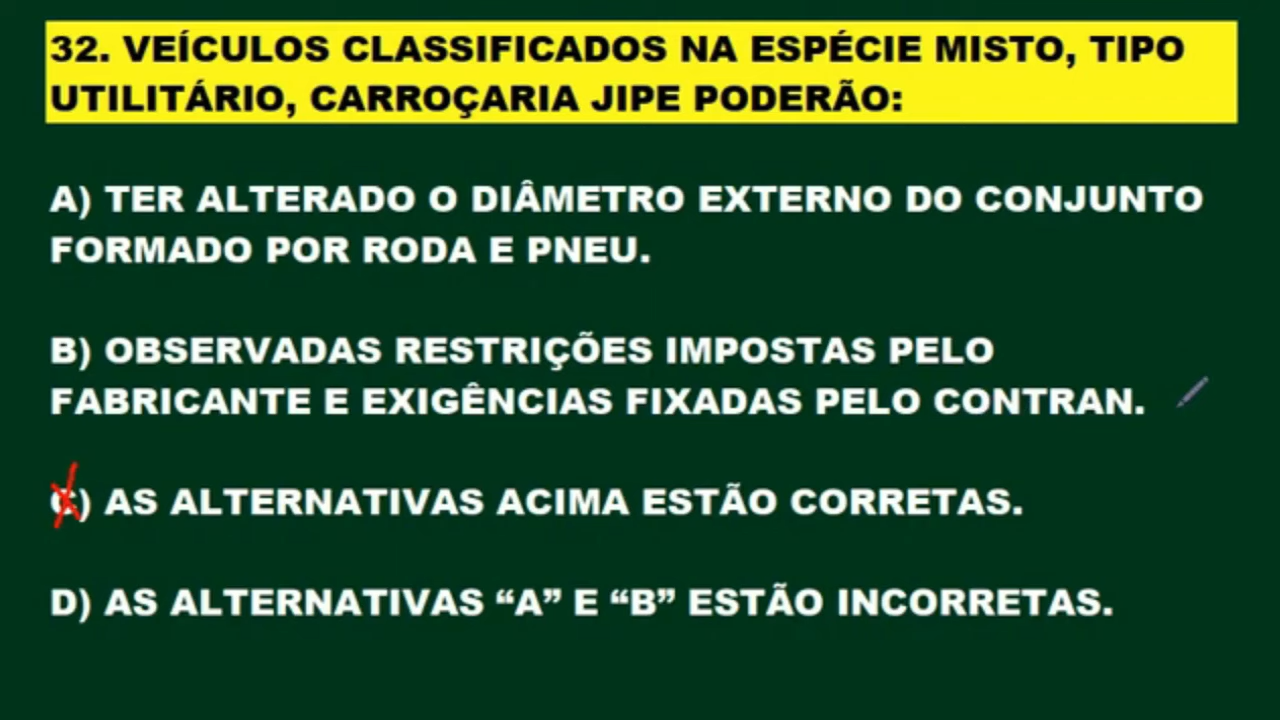 32. VEÍCULOS CLASSIFICADOS NA ESPÉCIE MISTO, TIPO
UTILITÁRIO, CARROÇARIA JIPE PODERÃO:
A) TER ALTERADO O DIÂMETRO EXTERNO DO CONJUNTO
FORMADO POR RODA E PNEU.
B) OBSERVADAS RESTRIÇÕES IMPOSTAS PELO
FABRICANTE E EXIGÊNCIAS FIXADAS PELO CONTRAN.
C) AS ALTERNATIVAS ACIMA ESTÃO CORRETAS.
D) AS ALTERNATIVAS “A” E “B” ESTÃO INCORRETAS.